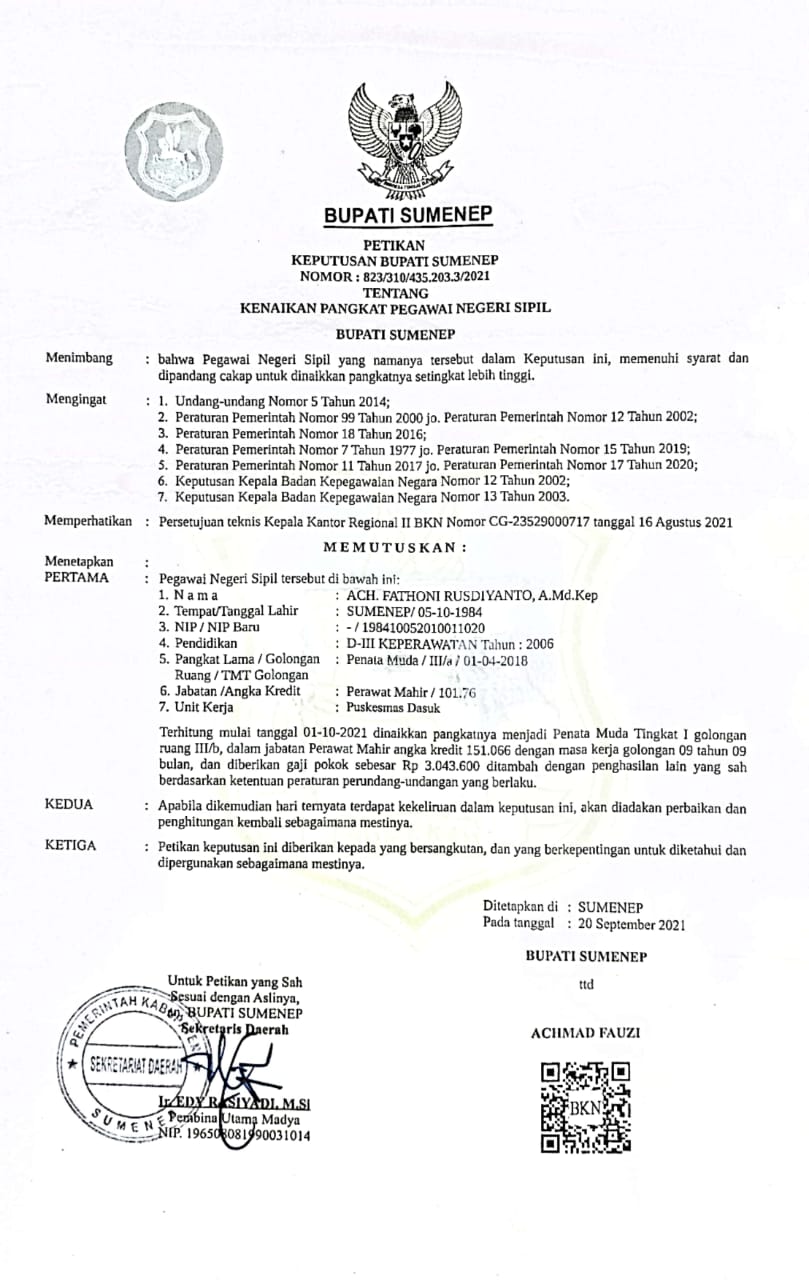 BUPATI SUMENEP
PETIKAN
KEPUTUSAN BUPATI SUMENEP
NOMOR : 823/310/435.203.3/2021
TENTANG
KENAIKAN PANGKAT PEGAWAI NEGERI SIPIL
BUPATI SUMENEP
Menimbang : bahwa Pegawai Negeri Sipil yang namanya tersebut dalam Keputusan ini, memenuhi syarat dan
dipandang cakap untuk dinaikkan pangkatnya setingkat lebih tinggi.
Mengingat : 1. Undang-undang Nomor 5 Tahun 2014;
2. Peraturan Pemerintah Nomor 99 Tahun 2000 jo. Peraturan Pemerintah Nomor 12 Tahun 2002;
3. Peraturan Pemerintah Nomor 18 Tahun 2016;
4. Peraturan Pemerintah Nomor 7 Tahun 1977 jo. Peraturan Pemerintah Nomor 15 Tahun 2019;
5. Peraturan Pemerintah Nomor 11 Tahun 2017 jo. Peraturan Pemerintah Nomor 17 Tahun 2020;
6. Keputusan Kepala Badan Kepegawaian Negara Nomor 12 Tahun 2002;
7. Keputusan Kepala Badan Kepegawaian Negara Nomor 13 Tahun 2003.
Memperhatikan : Persetujuan teknis Kepala Kantor Regional II BKN Nomor CG-23529000717 tanggal 16 Agustus 2021
M E M U T U S K A N :
Menetapkan :
PERTAMA : Pegawai Negeri Sipil tersebut di bawah ini:
1. N a m a : ACH. FATHONI RUSDIYANTO, A.Md.Kep
2. Tempat/Tanggal Lahir : SUMENEP/ 05-10-1984
3. NIP / NIP Baru : - / 198410052010011020
4. Pendidikan : D-III KEPERAWATAN Tahun : 2006
5. Pangkat Lama / Golongan : Penata Muda / III/a / 01-04-2018
Ruang / TMT Golongan
6. Jabatan /Angka Kredit : Perawat Mahir / 101.76
7. Unit Kerja : Puskesmas Dasuk
Terhitung mulai tanggal 01-10-2021 dinaikkan pangkatnya menjadi Penata Muda Tingkat I golongan
ruang III/b, dalam jabatan Perawat Mahir angka kredit 151.066 dengan masa kerja golongan 09 tahun 09
bulan, dan diberikan gaji pokok sebesar Rp 3.043.600 ditambah dengan penghasilan lain yang sah
berdasarkan ketentuan peraturan perundang-undangan yang berlaku.
KEDUA : Apabila dikemudian hari ternyata terdapat kekeliruan dalam keputusan ini, akan diadakan perbaikan dan
penghitungan kembali sebagaimana mestinya.
KETIGA : Petikan keputusan ini diberikan kepada yang bersangkutan, dan yang berkepentingan untuk diketahui dan
dipergunakan sebagaimana mestinya.
Ditetapkan di : SUMENEP
Pada tanggal : 20 September 2021
BUPATI SUMENEP
ttd
ACHMAD FAUZI
BKN
Untuk Petikan yang Sah
Sesuai dengan Aslinya,
an. BUPATI SUMENEP
Sekretaris Daerah
Ir. EDY RASIYADI, M.Si
Pembina Utama Madya
NIP. 196503081990031014
SEKRETARIAT DAERAH
SUMENEP